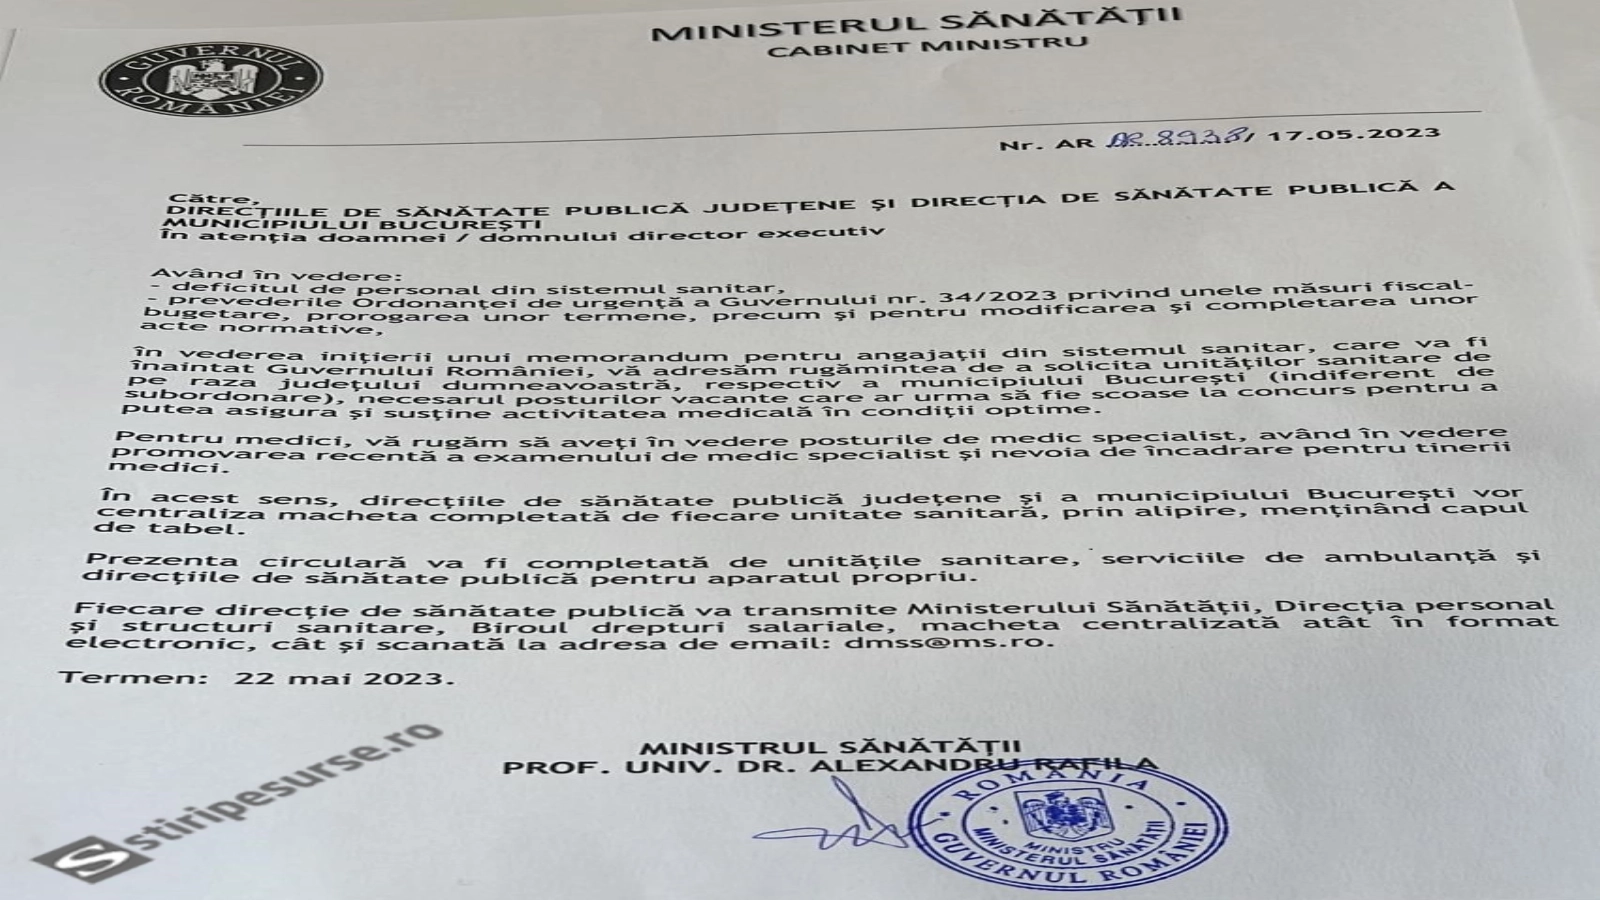 MINISTERUL SĂNĂTĂȚII
CABINET MINISTRU
GUVERNUL ROMÂNIEI
Nr. AR AR 8938/ 17.05.2023
Către,
DIRECȚIILE DE SĂNĂTATE PUBLICĂ JUDEȚENE ȘI DIRECȚIA DE SĂNĂTATE PUBLICĂ A
MUNICIPIULUI BUCUREȘTI
În atenția doamnei / domnului director executiv
Având în vedere:
- deficitul de personal din sistemul sanitar,
- prevederile Ordonanței de urgență a Guvernului nr. 34/2023 privind unele măsuri fiscal-
bugetare, prorogarea unor termene, precum și pentru modificarea și completarea unor
acte normative,
în vederea inițierii unui memorandum pentru angajații din sistemul sanitar, care va fi
înaintat Guvernului României, vă adresăm rugămintea de a solicita unităților sanitare de
pe raza județului dumneavoastră, respectiv a municipiului București (indiferent de
subordonare), necesarul posturilor vacante care ar urma să fie scoase la concurs pentru a
putea asigura și susține activitatea medicală în condiții optime.
Pentru medici, vă rugăm să aveți în vedere posturile de medic specialist, având în vedere
promovarea recentă a examenului de medic specialist și nevoia de încadrare pentru tinerii
medici.
În acest sens, direcțiile de sănătate publică județene și a municipiului București vor
centraliza macheta completată de fiecare unitate sanitară, prin alipire, menținând capul
de tabel.
Prezenta circulară va fi completată de unitățile sanitare, serviciile de ambulanță și
direcțiile de sănătate publică pentru aparatul propriu.
Fiecare direcție de sănătate publică va transmite Ministerului Sănătății, Direcția personal
și structuri sanitare, Biroul drepturi salariale, macheta centralizată atât în format
electronic, cât și scanată la adresa de email: dmss@ms.ro.
Termen: 22 mai 2023.
MINISTRUL SĂNĂTĂȚII
PROF. UNIV. DR. ALEXANDRU RAFILA
ROMÂNIA
MINISTRU
MINISTERUL SĂNĂTĂȚII
GUVERNUL ROMÂNIEI
S stiripesurse.ro